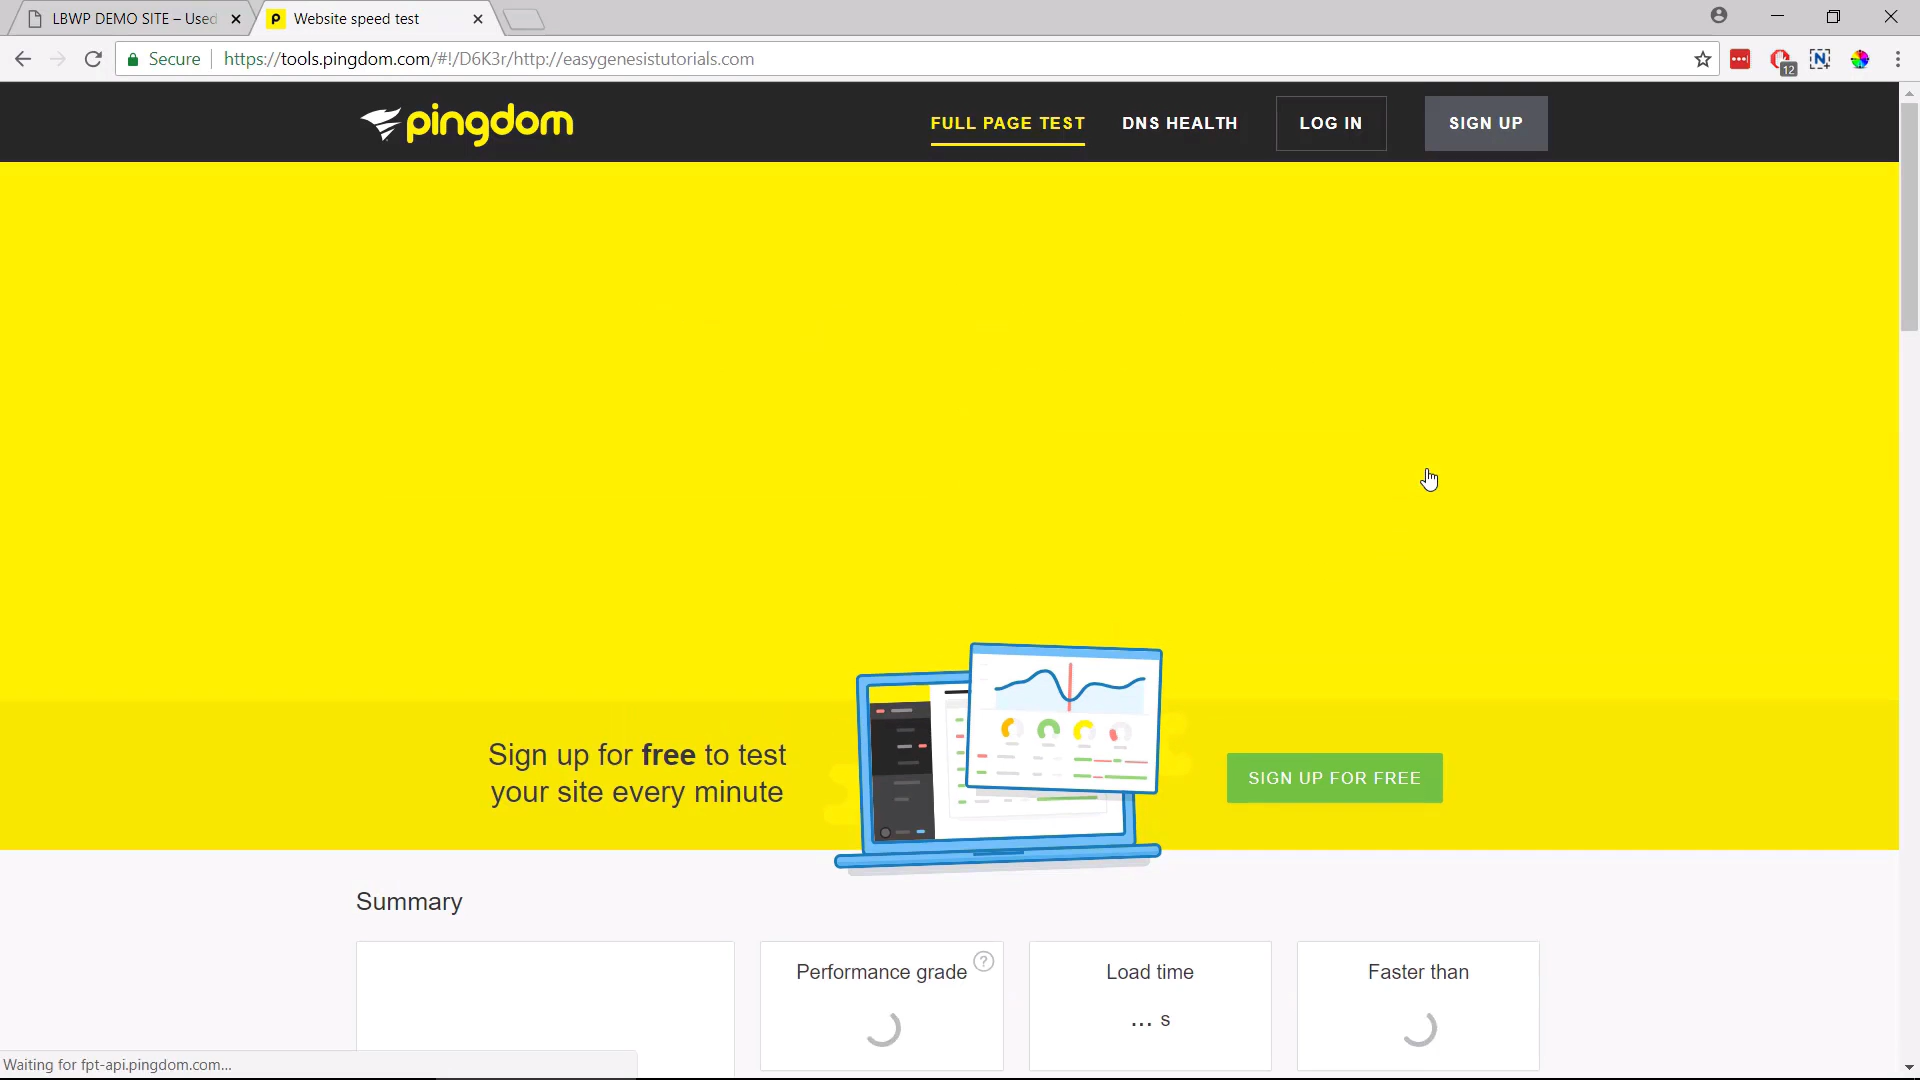 LBWP DEMO SITE – Used
Website speed test
Secure
https://tools.pingdom.com/#!/D6K3r/http://easygenesistutorials.com
12
pingdom
FULL PAGE TEST
DNS HEALTH
LOG IN
SIGN UP
Sign up for free to test
your site every minute
SIGN UP FOR FREE
Summary
Performance grade
?
Load time
Faster than
... s
Waiting for fpt-api.pingdom.com...